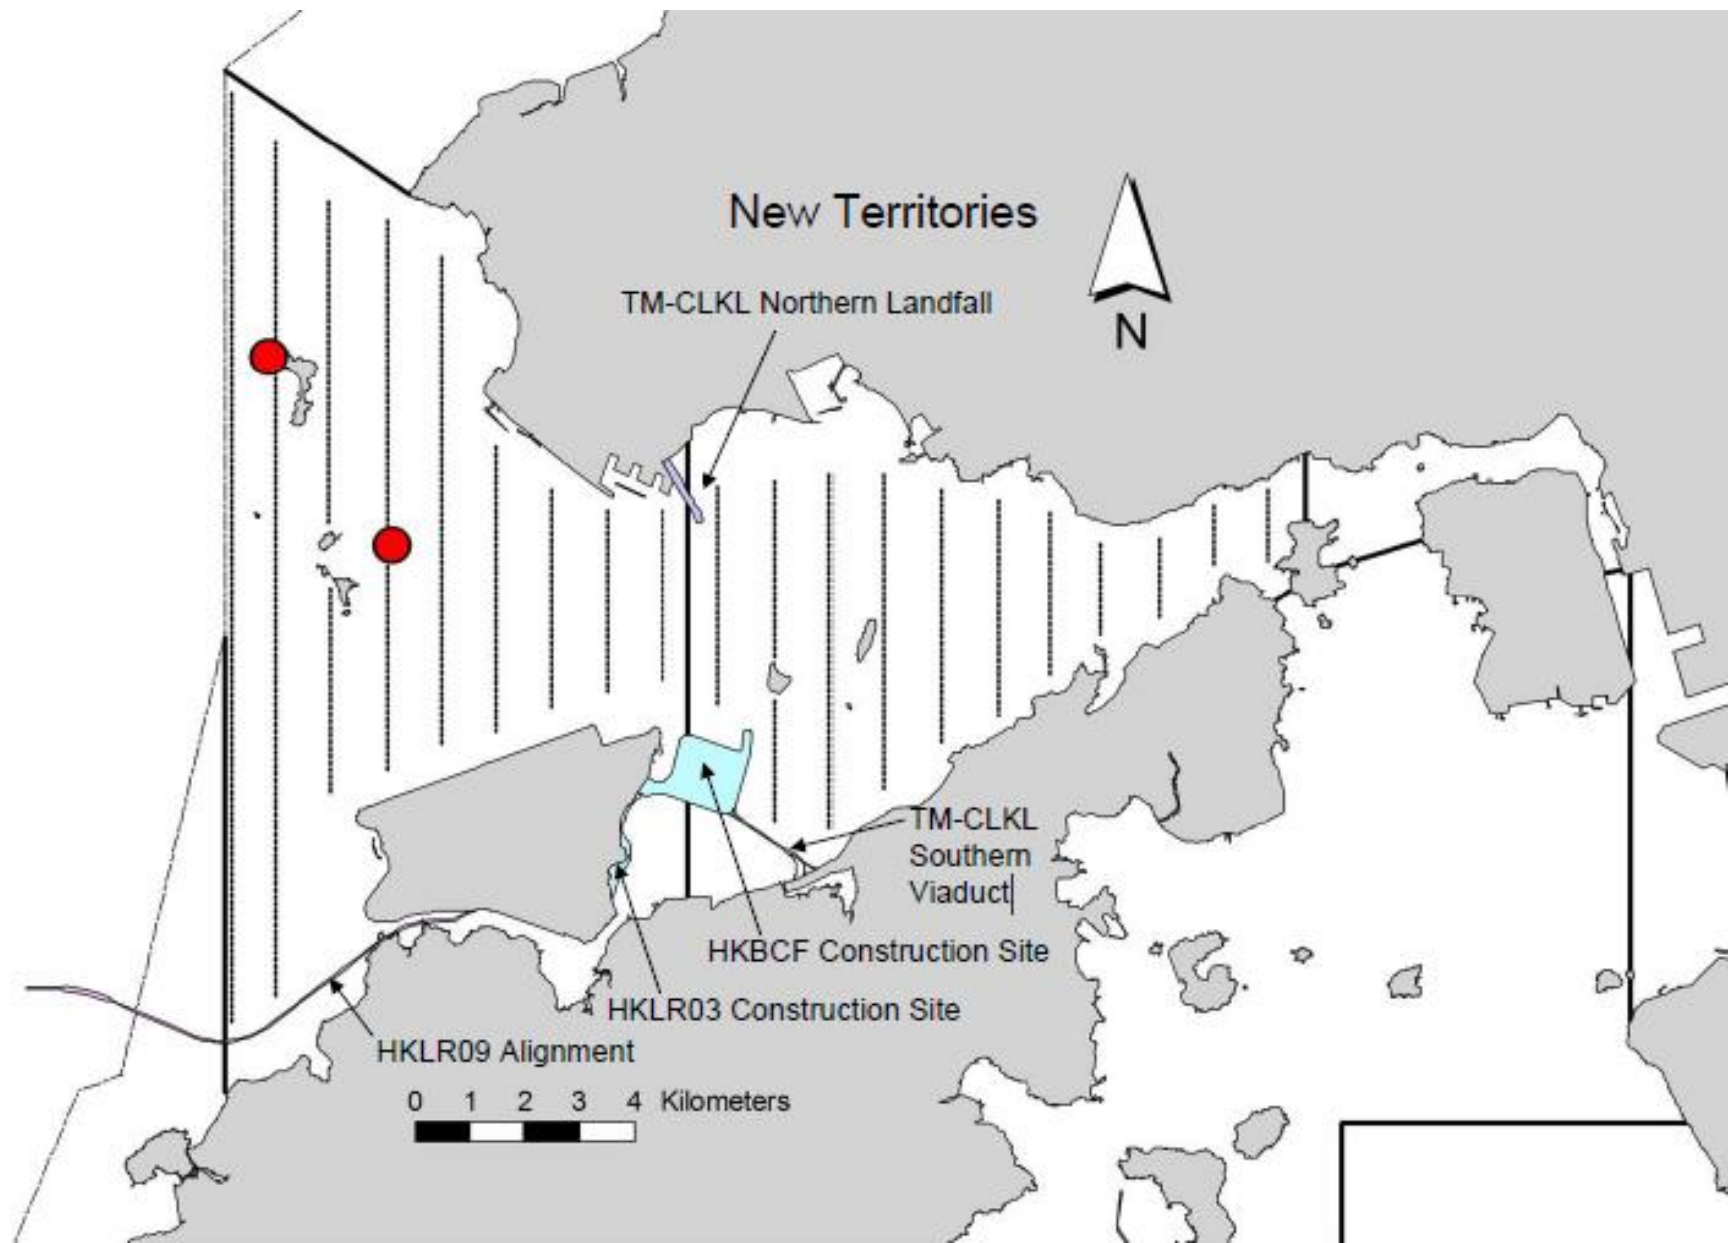 New Territories
TM-CLKL Northern Landfall
N
TM-CLKL
Southern
Viaduct
HKBCF Construction Site
HKLR03 Construction Site
HKLR09 Alignment
0 1 2 3 4 Kilometers